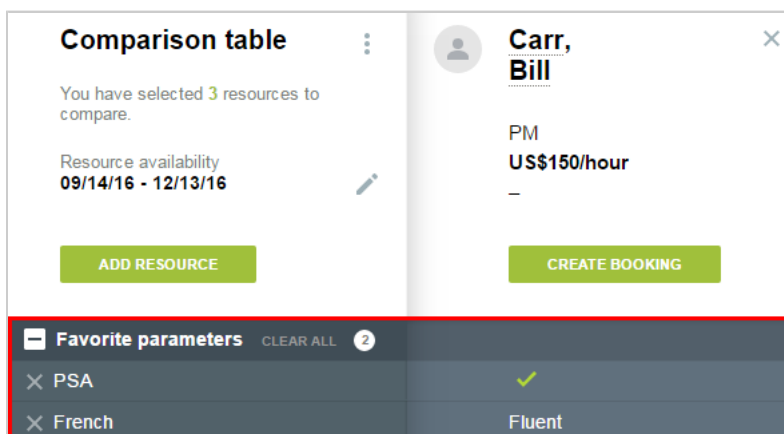 Comparison table
You have selected 3 resources to
compare.
Resource availability
09/14/16 - 12/13/16
ADD RESOURCE
Carr,
Bill
PM
US$150/hour
–
CREATE BOOKING
Favorite parameters CLEAR ALL 2
PSA
French Fluent